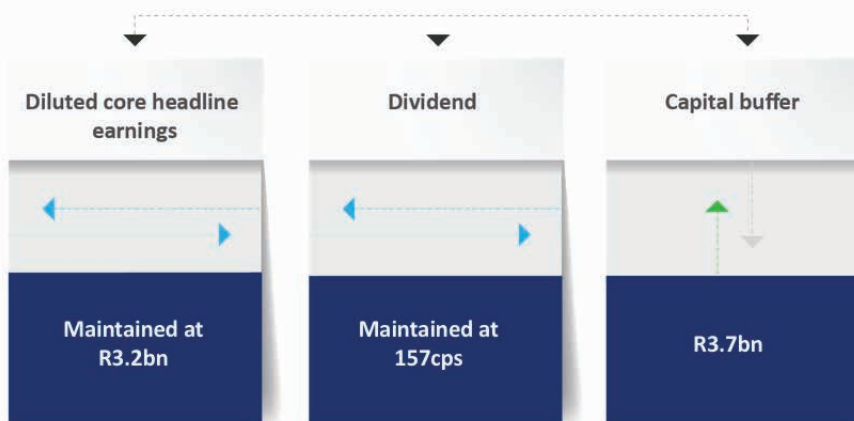 Diluted core headline
earnings
Dividend
Capital buffer
Maintained at
R3.2bn
Maintained at
157cps
R3.7bn